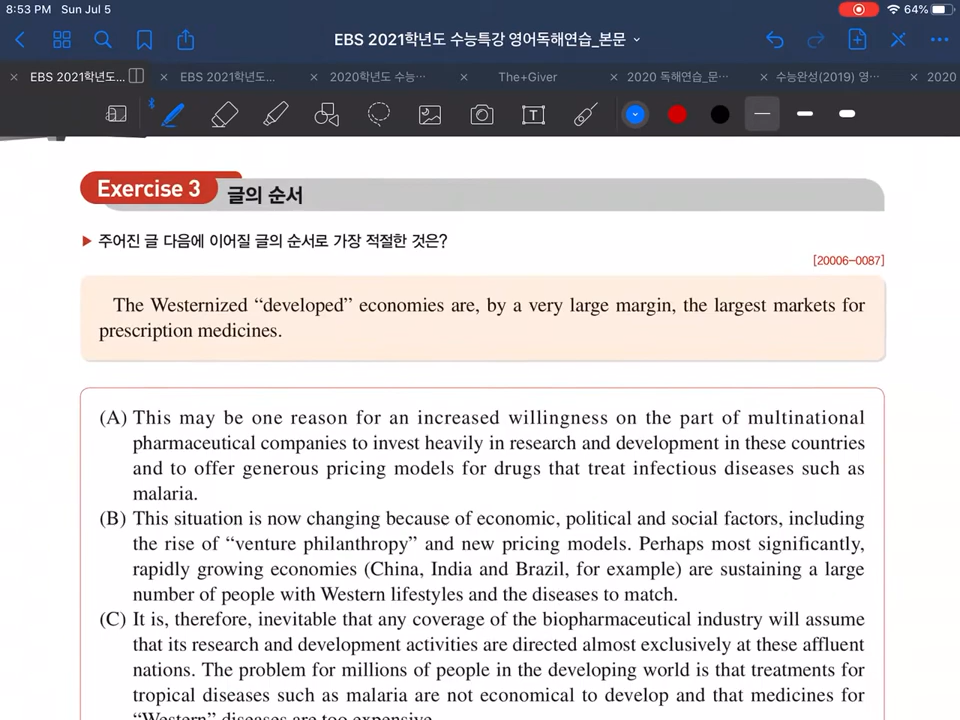 8:53 PM Sun Jul 5
64%
EBS 2021학년도 수능특강 영어독해연습_본문
EBS 2021학년도...
EBS 2021학년도...
2020학년도 수능...
The+Giver
2020 독해연습_문...
수능완성(2019) 영...
2020
T
Exercise 3 글의 순서
▶ 주어진 글 다음에 이어질 글의 순서로 가장 적절한 것은?
[20006-0087]
The Westernized “developed” economies are, by a very large margin, the largest markets for
prescription medicines.
(A) This may be one reason for an increased willingness on the part of multinational
pharmaceutical companies to invest heavily in research and development in these countries
and to offer generous pricing models for drugs that treat infectious diseases such as
malaria.
(B) This situation is now changing because of economic, political and social factors, including
the rise of “venture philanthropy” and new pricing models. Perhaps most significantly,
rapidly growing economies (China, India and Brazil, for example) are sustaining a large
number of people with Western lifestyles and the diseases to match.
(C) It is, therefore, inevitable that any coverage of the biopharmaceutical industry will assume
that its research and development activities are directed almost exclusively at these affluent
nations. The problem for millions of people in the developing world is that treatments for
tropical diseases such as malaria are not economical to develop and that medicines for
“Western” diseases are too expensive.